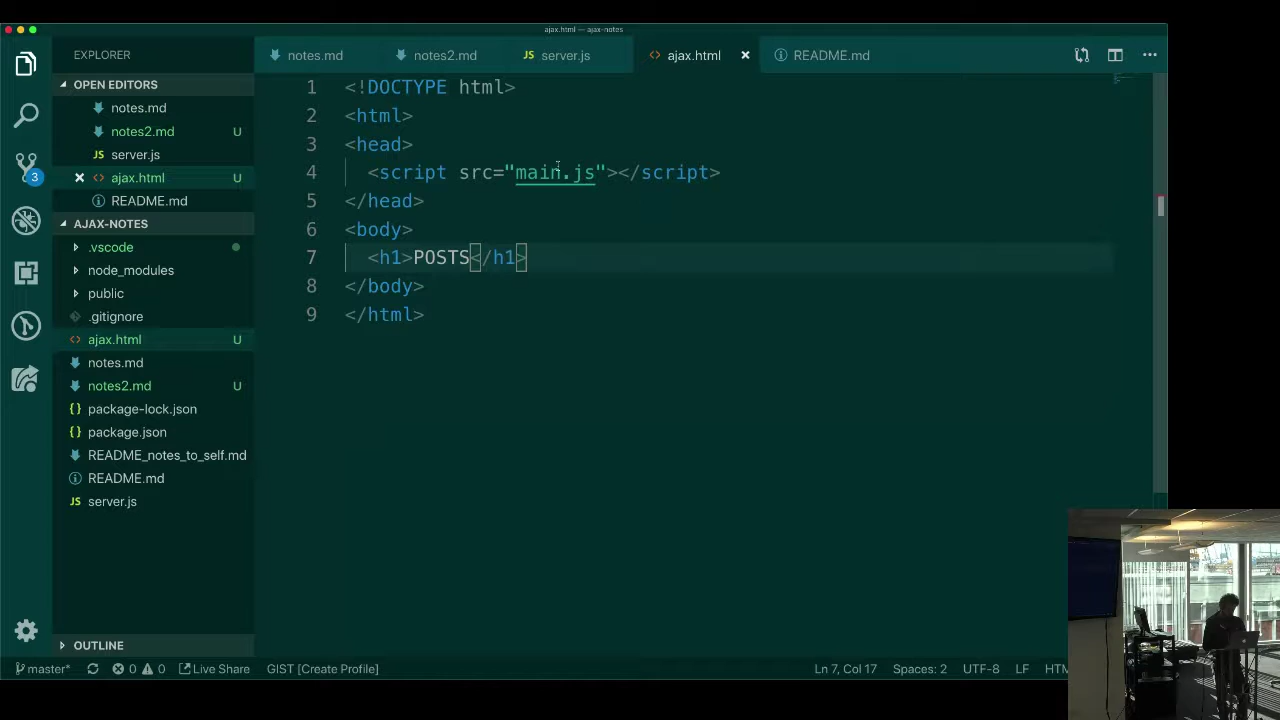 ajax.html — ajax-notes
EXPLORER
notes.md
notes2.md
JS server.js
<> ajax.html
README.md
OPEN EDITORS
notes.md
notes2.md U
JS server.js
<> ajax.html U
README.md
AJAX-NOTES
.vscode
node_modules
public
.gitignore
<> ajax.html U
notes.md
notes2.md U
{} package-lock.json
{} package.json
README_notes_to_self.md
README.md
JS server.js
OUTLINE
3
1 <!DOCTYPE html>
2 <html>
3 <head>
4 <script src="main.js"></script>
5 </head>
6 <body>
7 <h1>POSTS</h1>
8 </body>
9 </html>
master* 0 0 Live Share GIST [Create Profile] Ln 7, Col 17 Spaces: 2 UTF-8 LF HTM